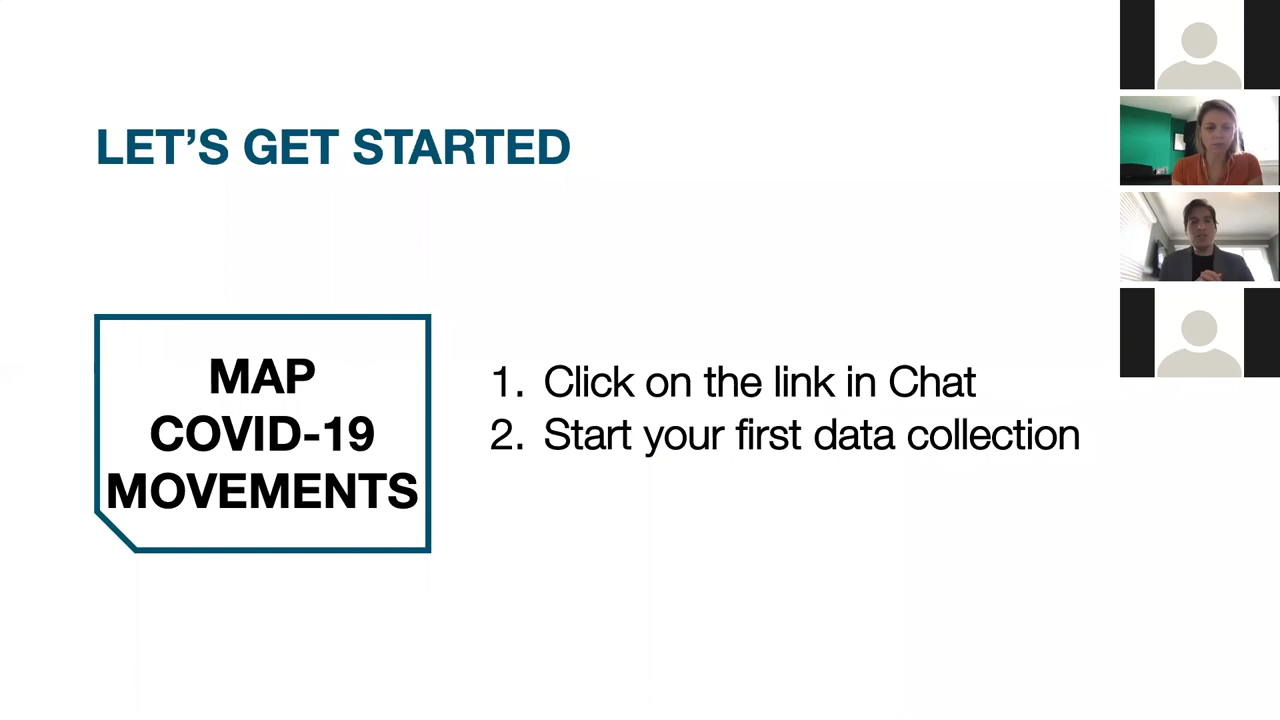 LET’S GET STARTED
MAP
COVID-19
MOVEMENTS
1. Click on the link in Chat
2. Start your first data collection